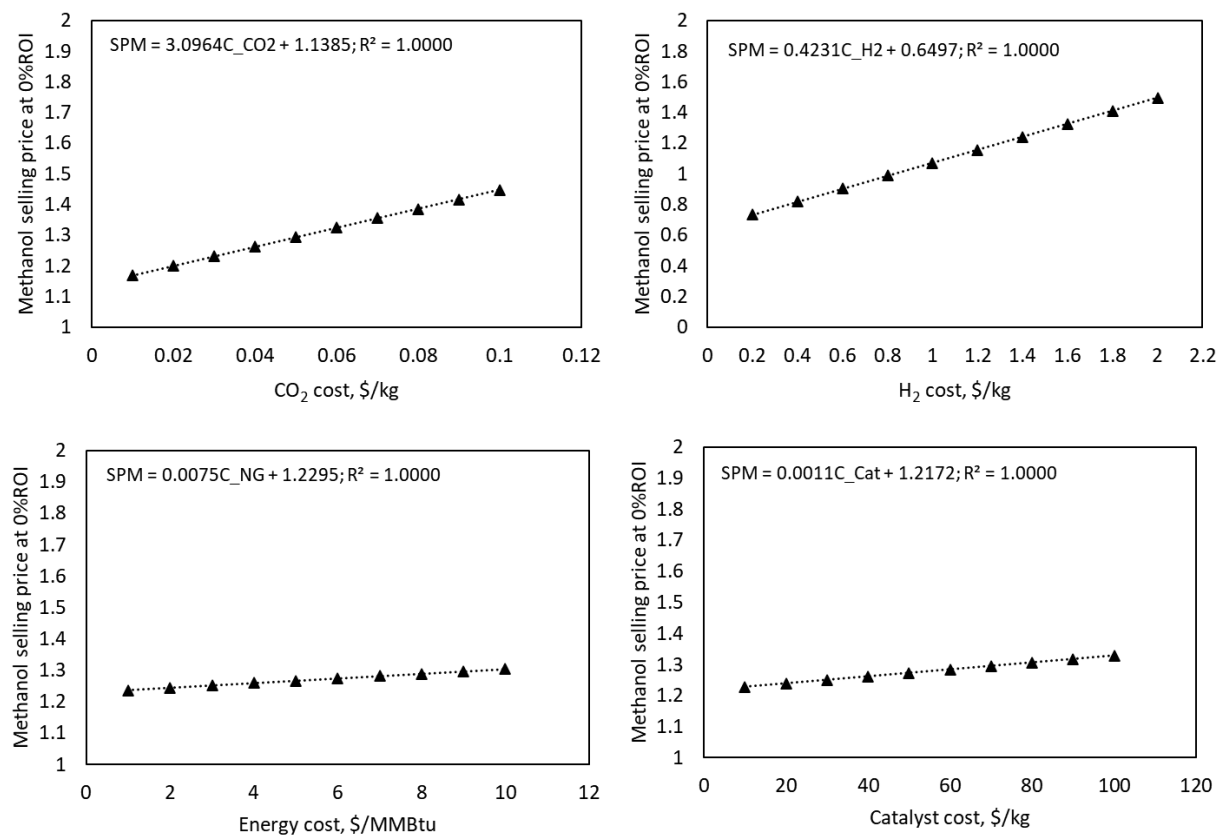 SPM = 3.0964C_CO2 + 1.1385; R² = 1.0000
Methanol selling price at 0%ROI
2
1.9
1.8
1.7
1.6
1.5
1.4
1.3
1.2
1.1
1
0 0.02 0.04 0.06 0.08 0.1 0.12
CO₂ cost, $/kg
SPM = 0.4231C_H2 + 0.6497; R² = 1.0000
Methanol selling price at 0%ROI
2
1.8
1.6
1.4
1.2
1
0.8
0.6
0.4
0.2
0
0 0.2 0.4 0.6 0.8 1 1.2 1.4 1.6 1.8 2 2.2
H₂ cost, $/kg
SPM = 0.0075C_NG + 1.2295; R² = 1.0000
Methanol selling price at 0%ROI
2
1.9
1.8
1.7
1.6
1.5
1.4
1.3
1.2
1.1
1
0 2 4 6 8 10 12
Energy cost, $/MMBtu
SPM = 0.0011C_Cat + 1.2172; R² = 1.0000
Methanol selling price at 0%ROI
2
1.9
1.8
1.7
1.6
1.5
1.4
1.3
1.2
1.1
1
0 20 40 60 80 100 120
Catalyst cost, $/kg